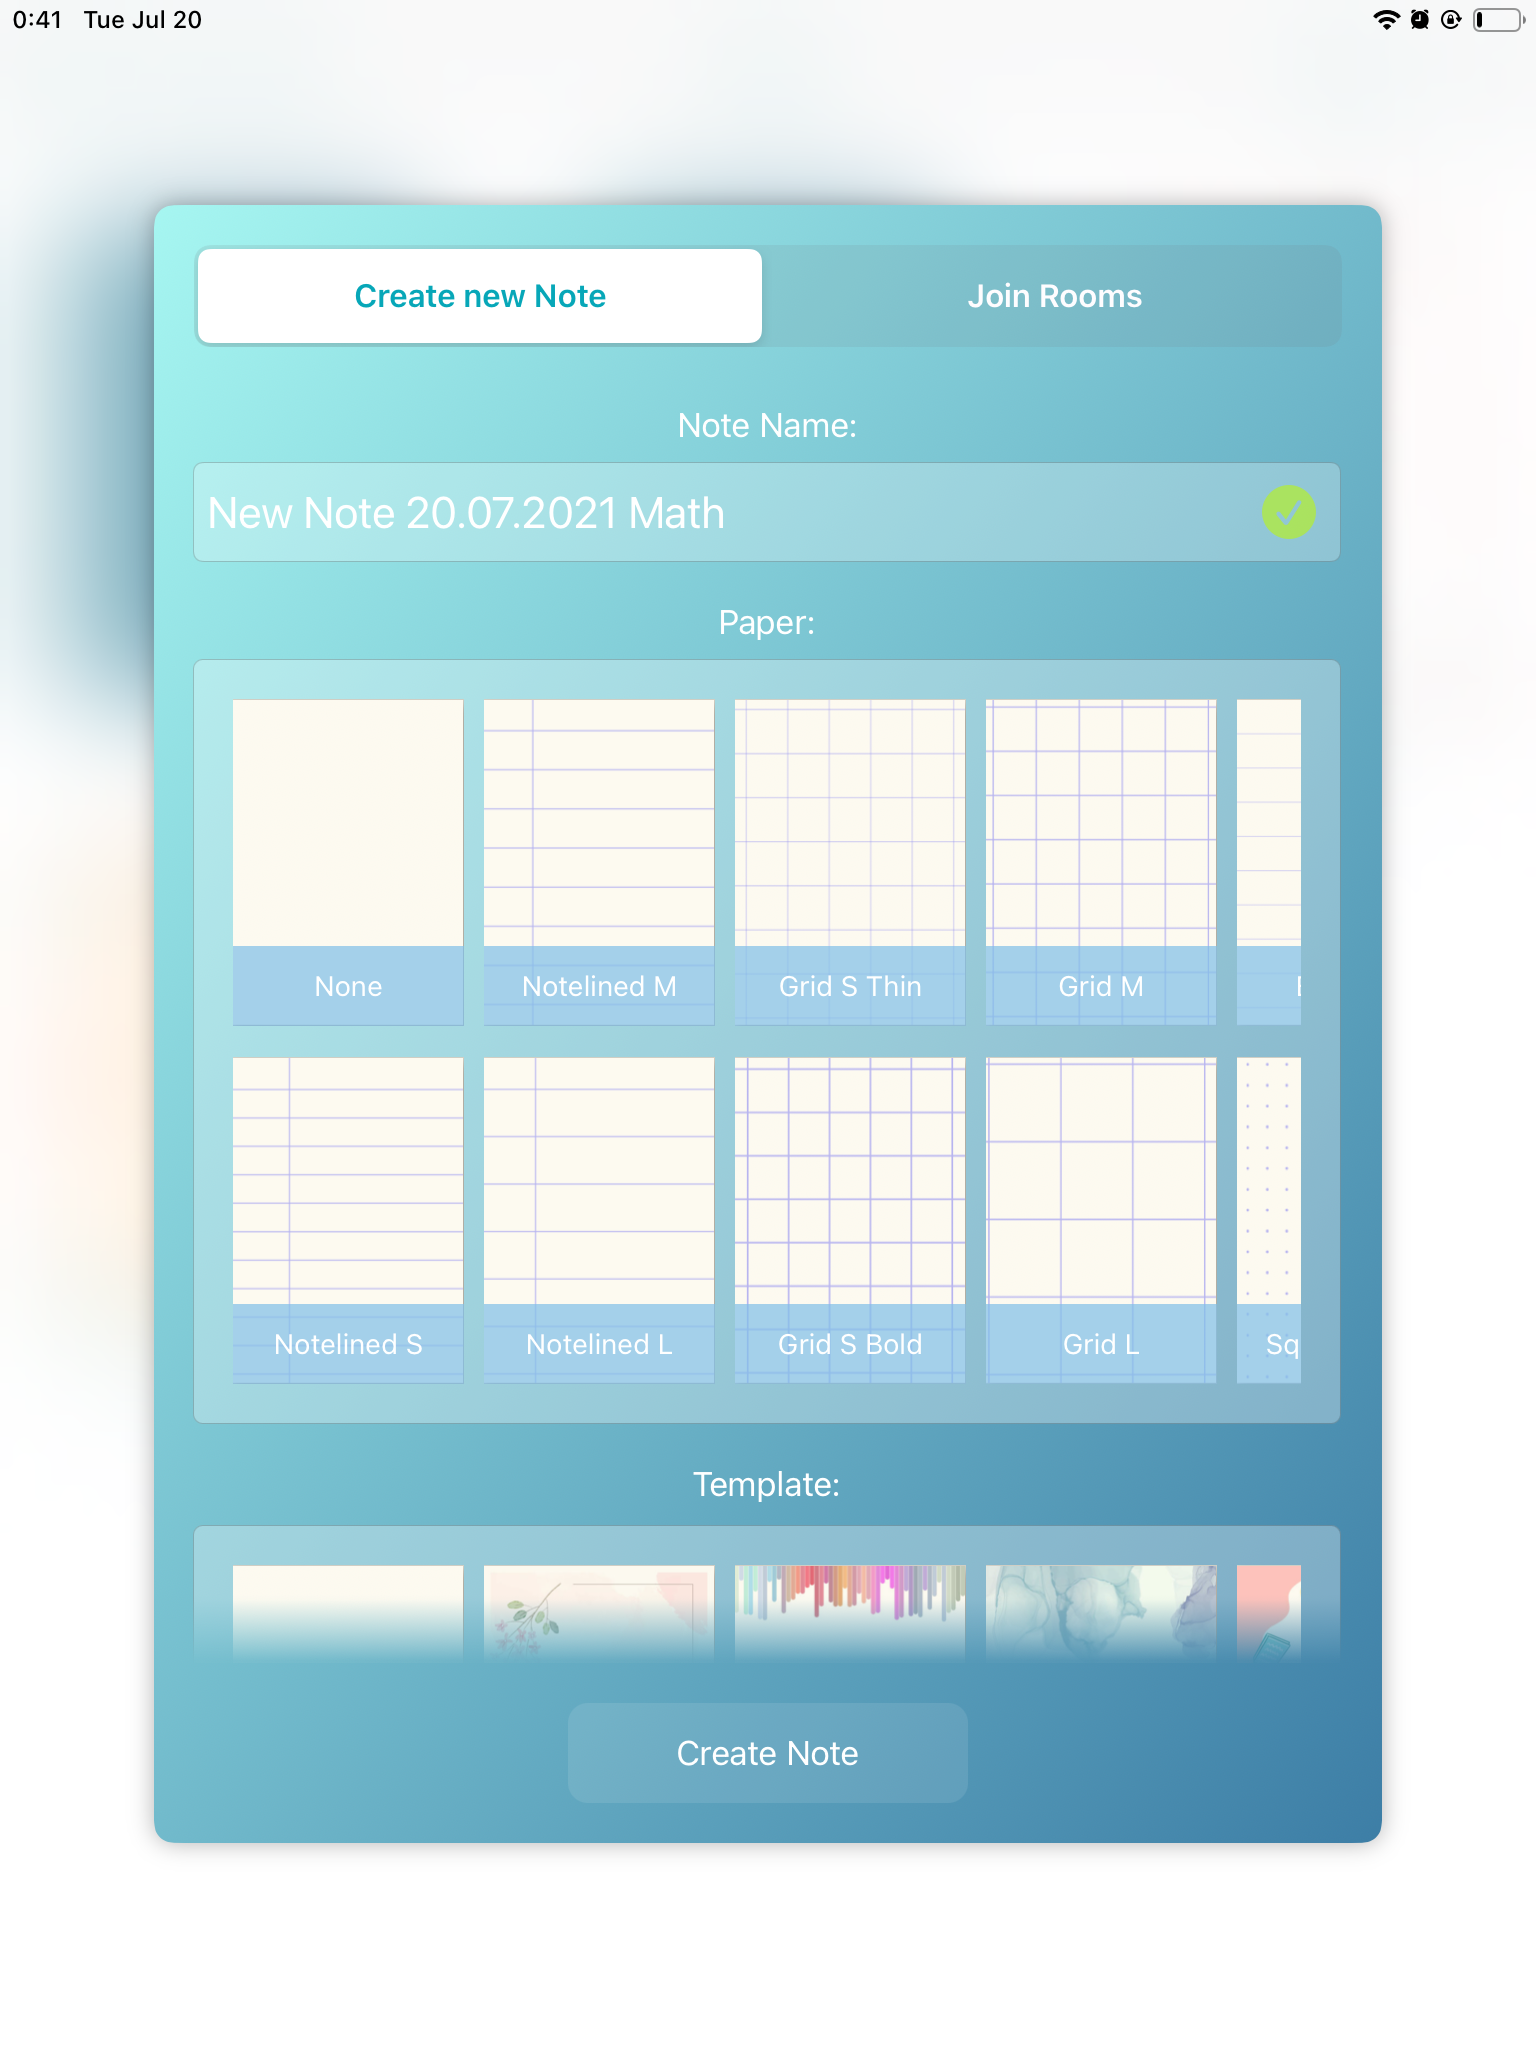 0:41 Tue Jul 20
Create new Note
Join Rooms
Note Name:
New Note 20.07.2021 Math
Paper:
None
Notelined M
Grid S Thin
Grid M
Notelined S
Notelined L
Grid S Bold
Grid L
Sq
Template:
Create Note